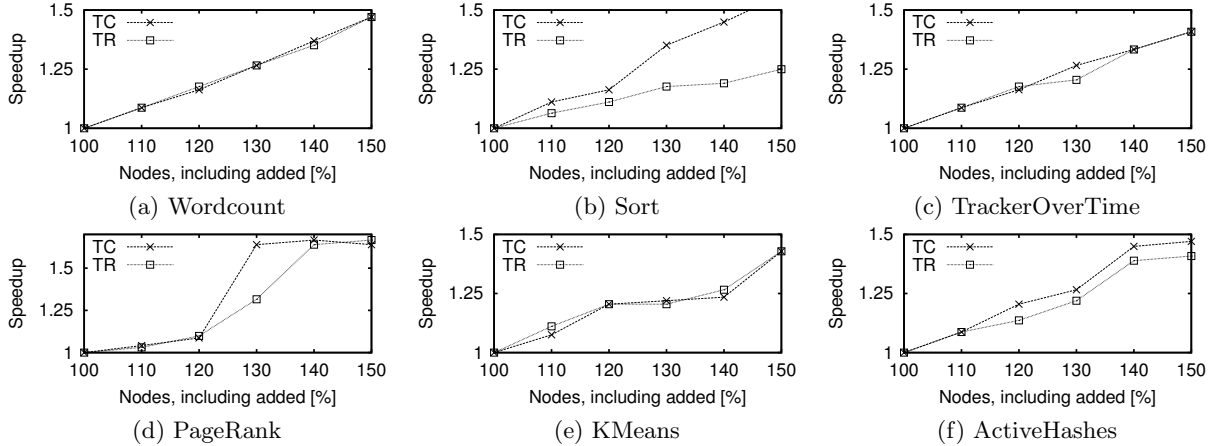 1.5
TC
TR
1.25
1
Speedup
100 110 120 130 140 150
Nodes, including added [%]
(a) Wordcount
1.5
TC
TR
1.25
1
Speedup
100 110 120 130 140 150
Nodes, including added [%]
(b) Sort
1.5
TC
TR
1.25
1
Speedup
100 110 120 130 140 150
Nodes, including added [%]
(c) TrackerOverTime
TC
TR
1.5
1.25
1
Speedup
100 110 120 130 140 150
Nodes, including added [%]
(d) PageRank
1.5
TC
TR
1.25
1
Speedup
100 110 120 130 140 150
Nodes, including added [%]
(e) KMeans
1.5
TC
TR
1.25
1
Speedup
100 110 120 130 140 150
Nodes, including added [%]
(f) ActiveHashes